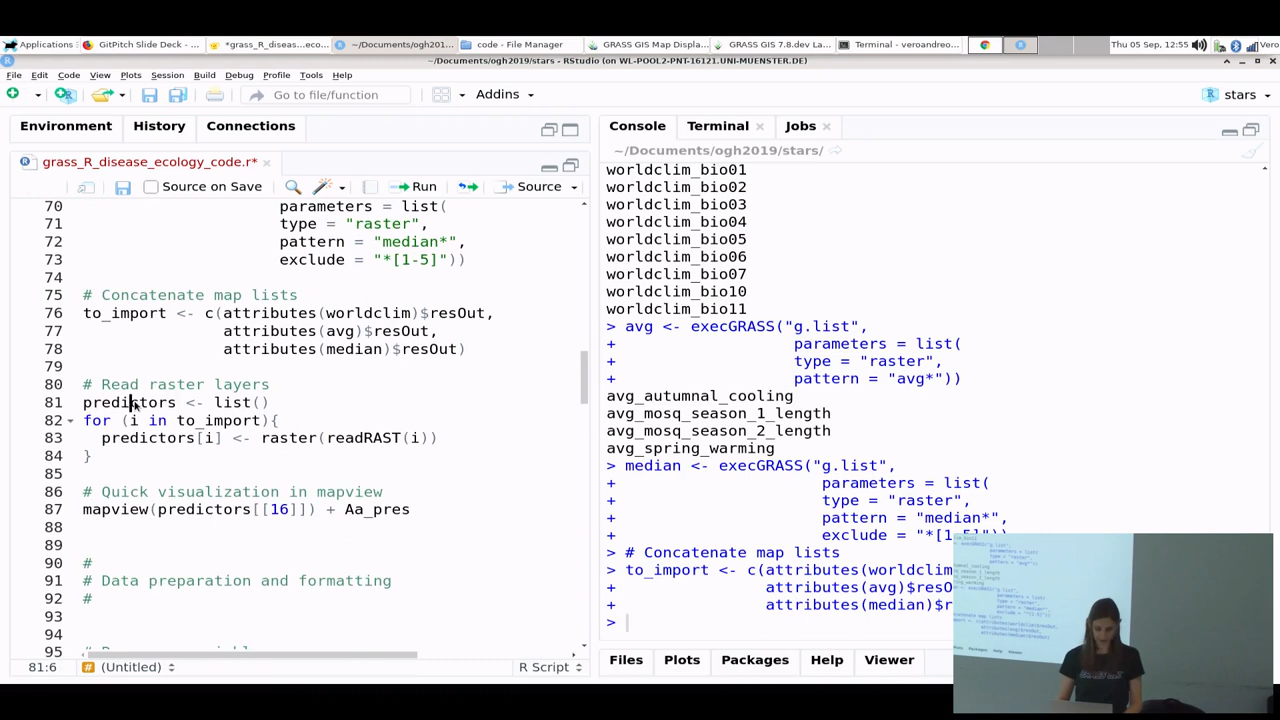 Applications
GitPitch Slide Deck - ...
*grass_R_diseas...eco...
~/Documents/ogh201...
code - File Manager
GRASS GIS Map Displa...
GRASS GIS 7.8.dev La...
Terminal - veroandreo...
Thu 05 Sep, 12:55
Vero
~/Documents/ogh2019/stars - RStudio (on WL-POOL2-PNT-16121.UNI-MUENSTER.DE)
File Edit Code View Plots Session Build Debug Profile Tools Help
Go to file/function
Addins
stars
Environment History Connections
grass_R_disease_ecology_code.r*
Source on Save
Run
Source
70 parameters = list(
71 type = "raster",
72 pattern = "median*",
73 exclude = "*[1-5]"))
74
75 # Concatenate map lists
76 to_import <- c(attributes(worldclim)$resOut,
77 attributes(avg)$resOut,
78 attributes(median)$resOut)
79
80 # Read raster layers
81 predictors <- list()
82 for (i in to_import){
83 predictors[i] <- raster(readRAST(i))
84 }
85
86 # Quick visualization in mapview
87 mapview(predictors[[16]]) + Aa_pres
88
89
90 #
91 # Data preparation and formatting
92 #
93
94
95
81:6 (Untitled) R Script
Console Terminal Jobs
~/Documents/ogh2019/stars/
worldclim_bio01
worldclim_bio02
worldclim_bio03
worldclim_bio04
worldclim_bio05
worldclim_bio06
worldclim_bio07
worldclim_bio10
worldclim_bio11
> avg <- execGRASS("g.list",
+ parameters = list(
+ type = "raster",
+ pattern = "avg*"))
avg_autumnal_cooling
avg_mosq_season_1_length
avg_mosq_season_2_length
avg_spring_warming
> median <- execGRASS("g.list",
+ parameters = list(
+ type = "raster",
+ pattern = "median*",
+ exclude = "*[1-5]"))
> # Concatenate map lists
> to_import <- c(attributes(worldclim
+ attributes(avg)$resO
+ attributes(median)$r
>
Files Plots Packages Help Viewer